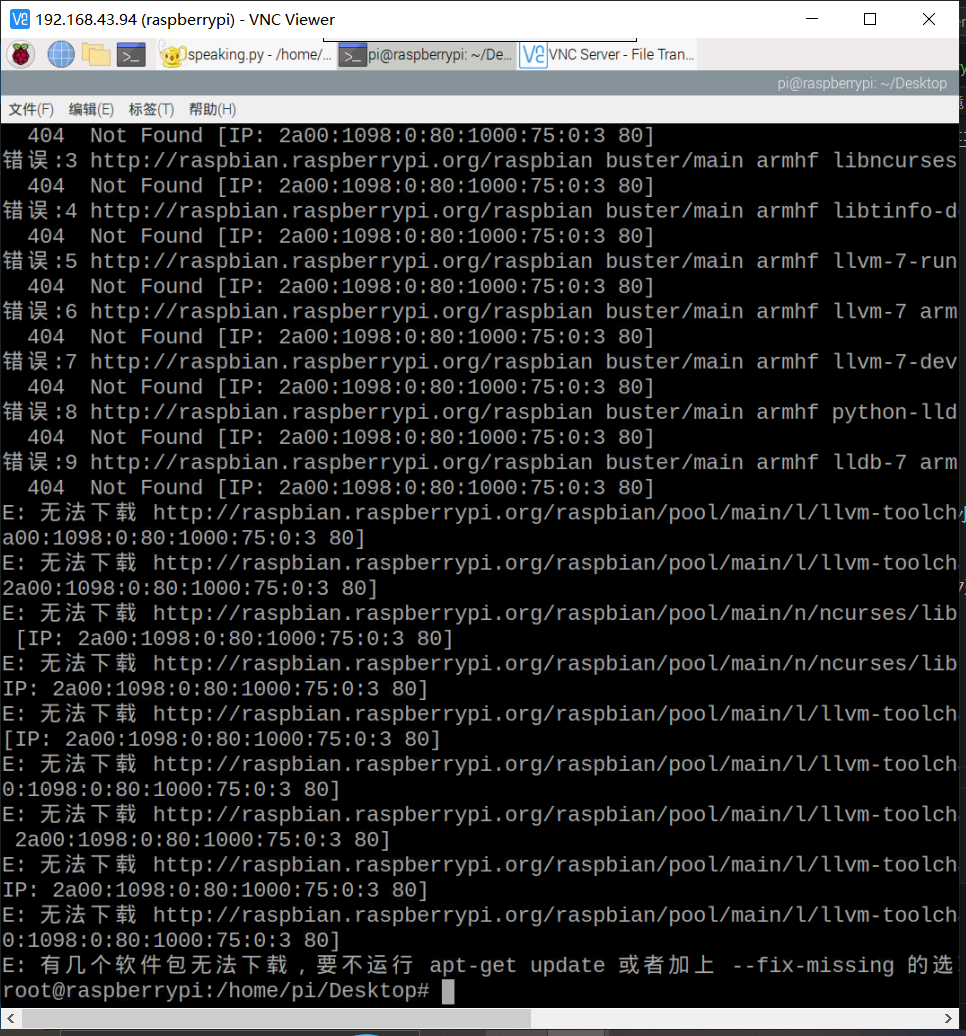 192.168.43.94 (raspberrypi) - VNC Viewer
speaking.py - /home/...
pi@raspberrypi: ~/De...
VNC Server - File Tran...
pi@raspberrypi: ~/Desktop
文件(F) 编辑(E) 标签(T) 帮助(H)
404 Not Found [IP: 2a00:1098:0:80:1000:75:0:3 80]
错误:3 http://raspbian.raspberrypi.org/raspbian buster/main armhf libncurses
404 Not Found [IP: 2a00:1098:0:80:1000:75:0:3 80]
错误:4 http://raspbian.raspberrypi.org/raspbian buster/main armhf libtinfo-d
404 Not Found [IP: 2a00:1098:0:80:1000:75:0:3 80]
错误:5 http://raspbian.raspberrypi.org/raspbian buster/main armhf llvm-7-run
404 Not Found [IP: 2a00:1098:0:80:1000:75:0:3 80]
错误:6 http://raspbian.raspberrypi.org/raspbian buster/main armhf llvm-7 arm
404 Not Found [IP: 2a00:1098:0:80:1000:75:0:3 80]
错误:7 http://raspbian.raspberrypi.org/raspbian buster/main armhf llvm-7-dev
404 Not Found [IP: 2a00:1098:0:80:1000:75:0:3 80]
错误:8 http://raspbian.raspberrypi.org/raspbian buster/main armhf python-lld
404 Not Found [IP: 2a00:1098:0:80:1000:75:0:3 80]
错误:9 http://raspbian.raspberrypi.org/raspbian buster/main armhf lldb-7 arm
404 Not Found [IP: 2a00:1098:0:80:1000:75:0:3 80]
E: 无法下载 http://raspbian.raspberrypi.org/raspbian/pool/main/l/llvm-toolch
a00:1098:0:80:1000:75:0:3 80]
E: 无法下载 http://raspbian.raspberrypi.org/raspbian/pool/main/l/llvm-toolch
2a00:1098:0:80:1000:75:0:3 80]
E: 无法下载 http://raspbian.raspberrypi.org/raspbian/pool/main/n/ncurses/lib
[IP: 2a00:1098:0:80:1000:75:0:3 80]
E: 无法下载 http://raspbian.raspberrypi.org/raspbian/pool/main/n/ncurses/lib
IP: 2a00:1098:0:80:1000:75:0:3 80]
E: 无法下载 http://raspbian.raspberrypi.org/raspbian/pool/main/l/llvm-toolch
[IP: 2a00:1098:0:80:1000:75:0:3 80]
E: 无法下载 http://raspbian.raspberrypi.org/raspbian/pool/main/l/llvm-toolch
0:1098:0:80:1000:75:0:3 80]
E: 无法下载 http://raspbian.raspberrypi.org/raspbian/pool/main/l/llvm-toolch
2a00:1098:0:80:1000:75:0:3 80]
E: 无法下载 http://raspbian.raspberrypi.org/raspbian/pool/main/l/llvm-toolch
IP: 2a00:1098:0:80:1000:75:0:3 80]
E: 无法下载 http://raspbian.raspberrypi.org/raspbian/pool/main/l/llvm-toolch
0:1098:0:80:1000:75:0:3 80]
E: 有几个软件包无法下载，要不运行 apt-get update 或者加上 --fix-missing 的选
root@raspberrypi:/home/pi/Desktop#